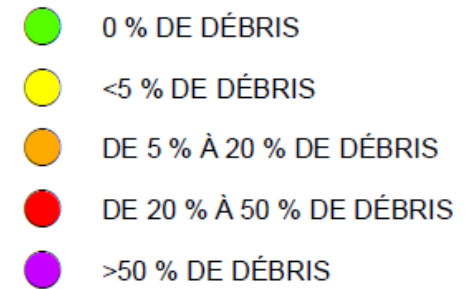 0 % DE DÉBRIS
<5 % DE DÉBRIS
DE 5 % À 20 % DE DÉBRIS
DE 20 % À 50 % DE DÉBRIS
>50 % DE DÉBRIS